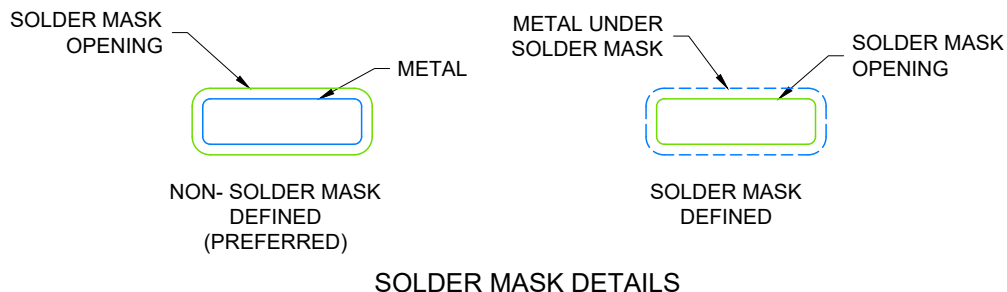 SOLDER MASK
OPENING
METAL
NON- SOLDER MASK
DEFINED
(PREFERRED)
METAL UNDER
SOLDER MASK
SOLDER MASK
OPENING
SOLDER MASK
DEFINED
SOLDER MASK DETAILS